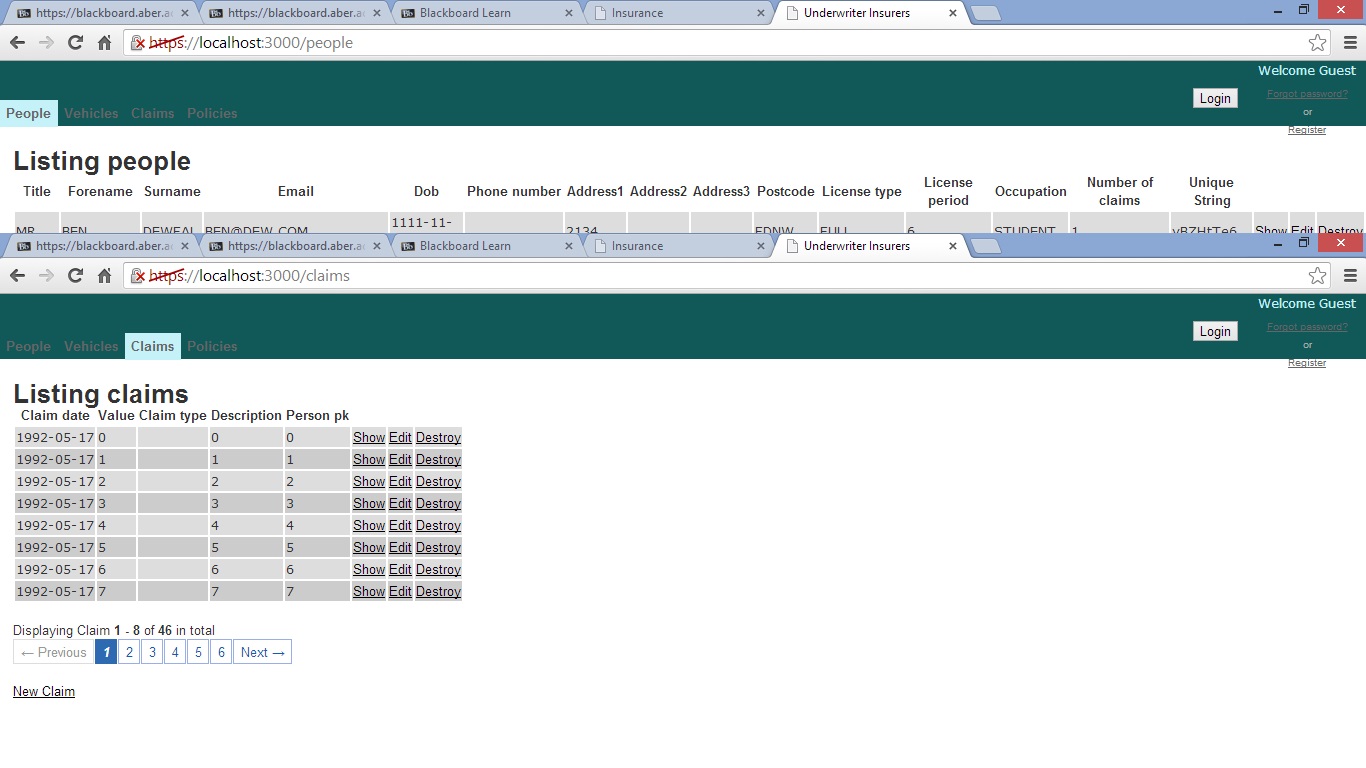 https://blackboard.aber.ac https://blackboard.aber.ac Blackboard Learn Insurance Underwriter Insurers
https://localhost:3000/people
Welcome Guest
Login Forgot password?
or
Register
People Vehicles Claims Policies
Listing people
Title Forename Surname Email Dob Phone number Address1 Address2 Address3 Postcode License type License period Occupation Number of claims Unique String
MR BEN DEWEAL BEN@DEW.COM 1111-11- 2134 FDNW FULL 6 STUDENT 1 vBZHtTe6 Show Edit Destroy
https://blackboard.aber.ac https://blackboard.aber.ac Blackboard Learn Insurance Underwriter Insurers
https://localhost:3000/claims
Welcome Guest
Login Forgot password?
or
Register
People Vehicles Claims Policies
Listing claims
Claim date Value Claim type Description Person pk
1992-05-17 0 0 0 Show Edit Destroy
1992-05-17 1 1 1 Show Edit Destroy
1992-05-17 2 2 2 Show Edit Destroy
1992-05-17 3 3 3 Show Edit Destroy
1992-05-17 4 4 4 Show Edit Destroy
1992-05-17 5 5 5 Show Edit Destroy
1992-05-17 6 6 6 Show Edit Destroy
1992-05-17 7 7 7 Show Edit Destroy
Displaying Claim 1 - 8 of 46 in total
← Previous 1 2 3 4 5 6 Next →
New Claim